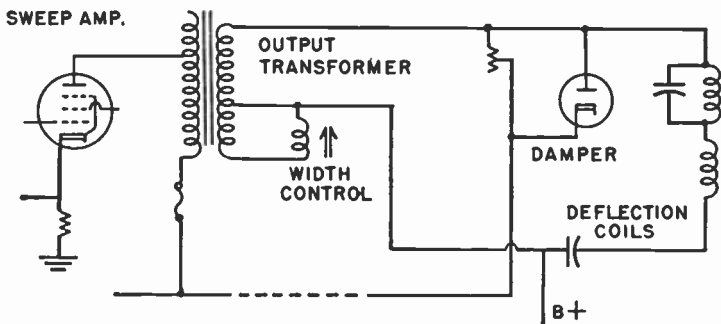 SWEEP AMP.
OUTPUT
TRANSFORMER
WIDTH
CONTROL
DAMPER
DEFLECTION
COILS
B+